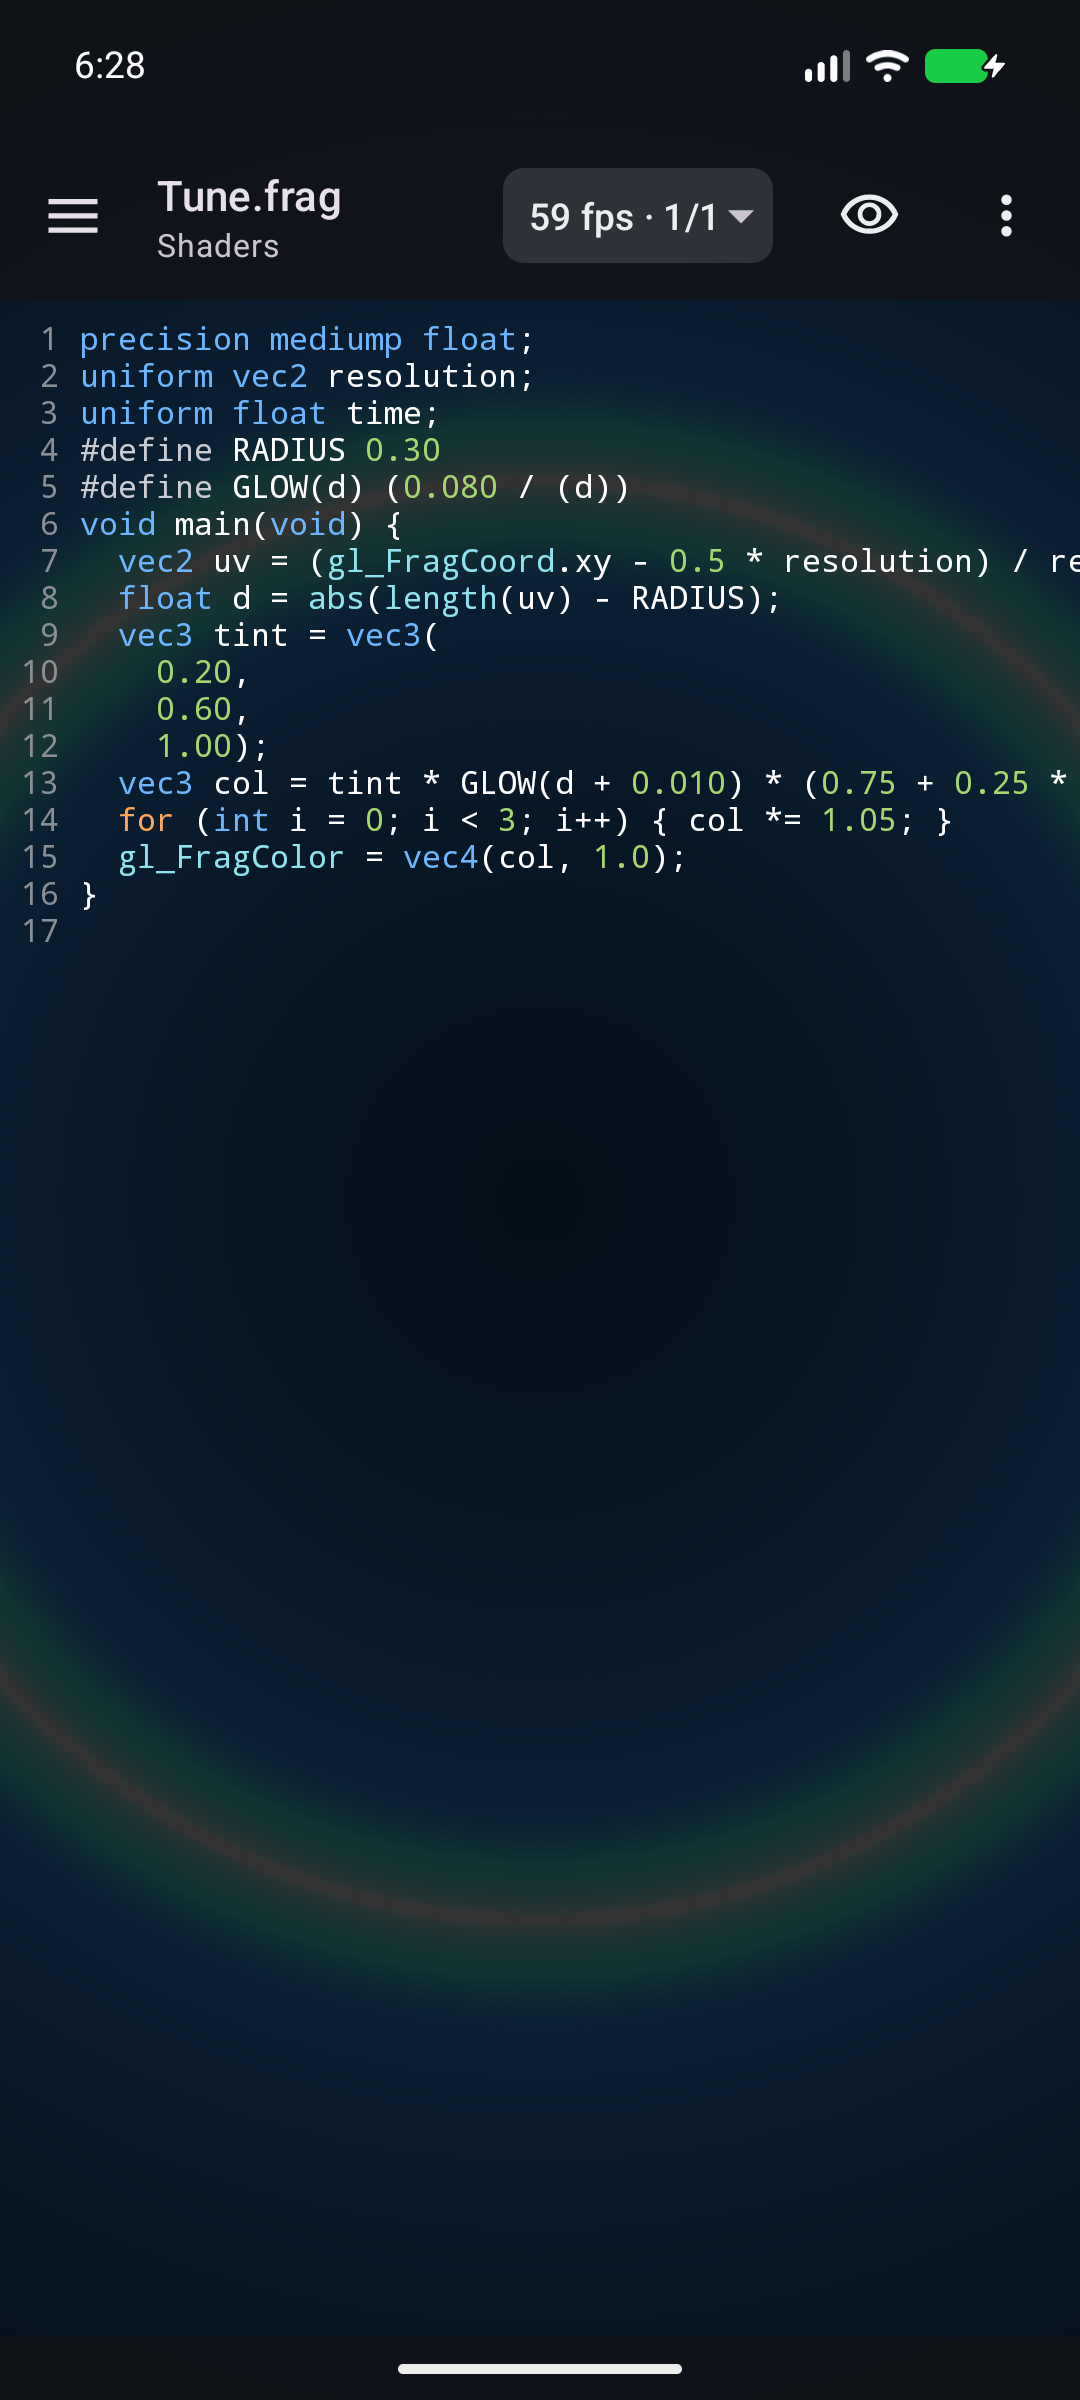 6:28
Tune.frag
Shaders
59 fps · 1/1
1 precision mediump float;
2 uniform vec2 resolution;
3 uniform float time;
4 #define RADIUS 0.30
5 #define GLOW(d) (0.080 / (d))
6 void main(void) {
7   vec2 uv = (gl_FragCoord.xy - 0.5 * resolution) / re
8   float d = abs(length(uv) - RADIUS);
9   vec3 tint = vec3(
10     0.20,
11     0.60,
12     1.00);
13   vec3 col = tint * GLOW(d + 0.010) * (0.75 + 0.25 *
14   for (int i = 0; i < 3; i++) { col *= 1.05; }
15   gl_FragColor = vec4(col, 1.0);
16 }
17